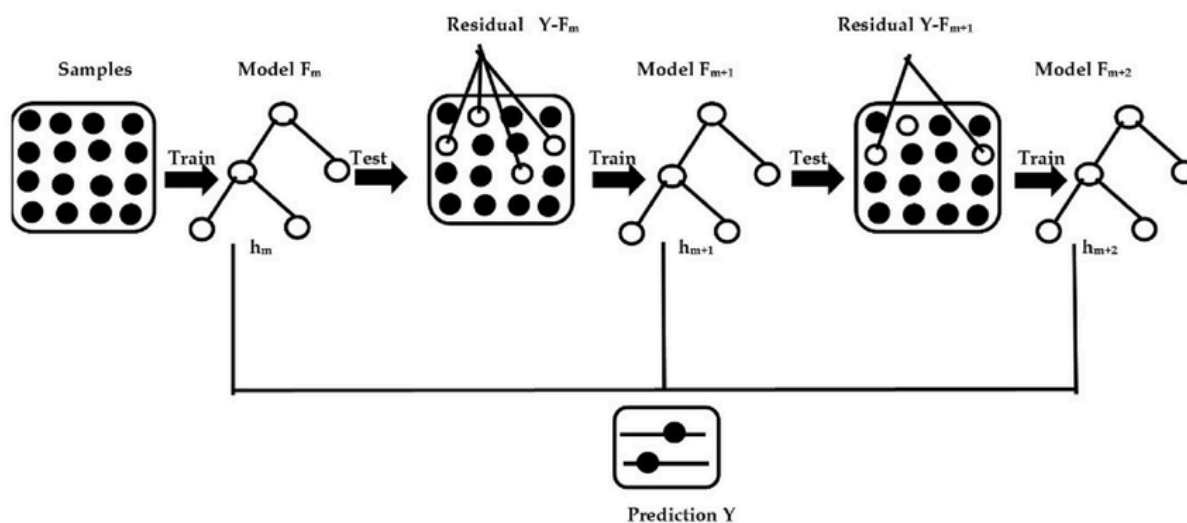 Residual Y-Fₘ
Residual Y-Fₘ₊₁
Samples
Model Fₘ
Model Fₘ₊₁
Model Fₘ₊₂
Train
Test
Train
Test
Train
hₘ
hₘ₊₁
hₘ₊₂
Prediction Y